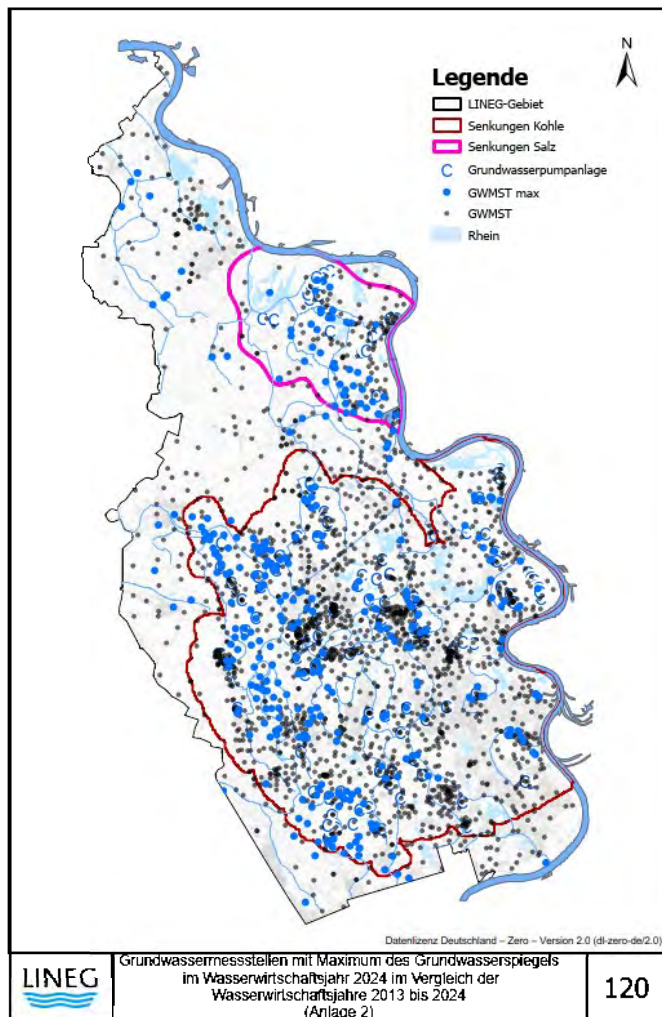 N
Legende
LINEG-Gebiet
Senkungen Kohle
Senkungen Salz
C Grundwasserpumpanlage
GWMST max
GWMST
Rhein
Datenlizenz Deutschland – Zero – Version 2.0 (dl-zero-de/2.0)
LINEG
Grundwassermessstellen mit Maximum des Grundwasserspiegels
im Wasserwirtschaftsjahr 2024 im Vergleich der
Wasserwirtschaftsjahre 2013 bis 2024
(Anlage 2)
120